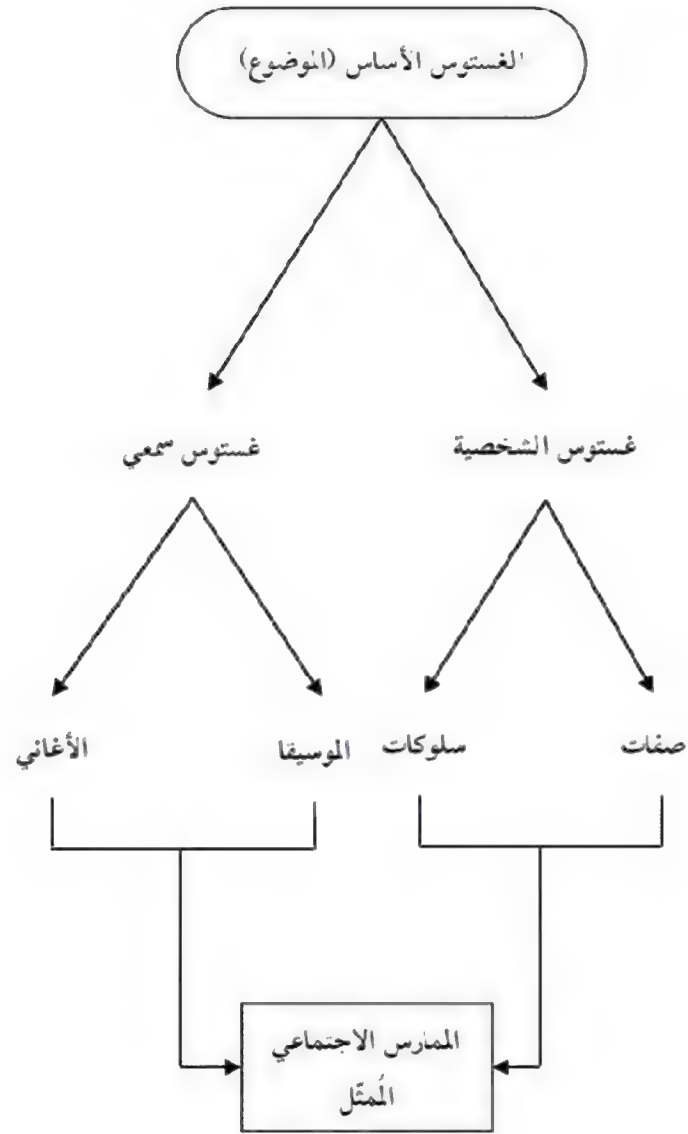 الغستوس الأساس (الموضوع)
غستوس الشخصية
غستوس سمعي
صفات
سلوكات
الموسيقا
الأغاني
الممارس الاجتماعي
المُمثّل